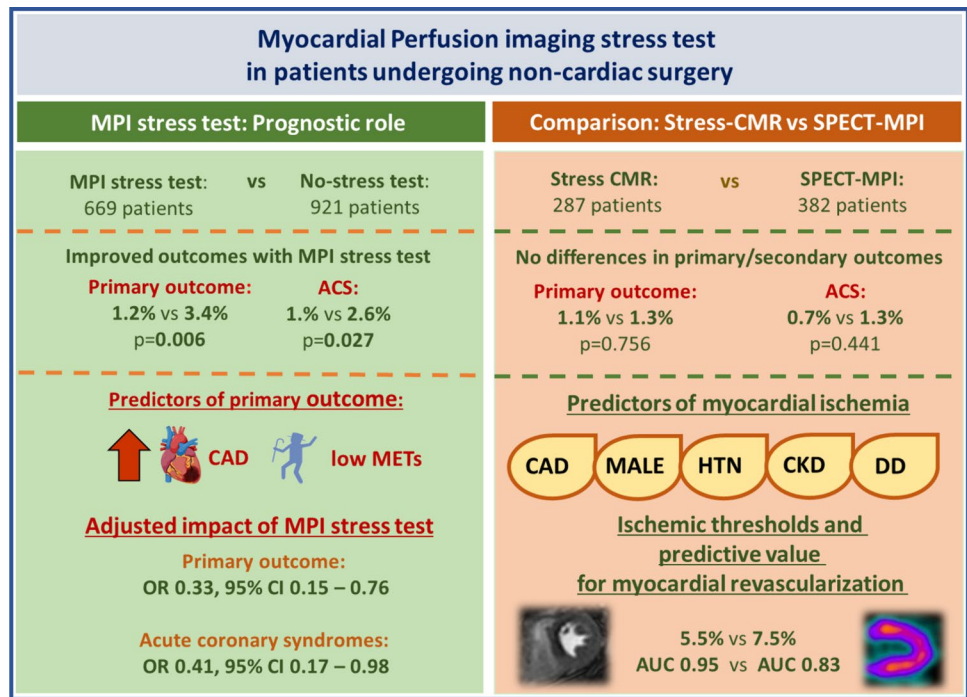 Myocardial Perfusion imaging stress test
in patients undergoing non-cardiac surgery
MPI stress test: Prognostic role
MPI stress test: vs No-stress test:
669 patients 921 patients
Improved outcomes with MPI stress test
Primary outcome: ACS:
1.2% vs 3.4% 1.% vs 2.6%
p=0.006 p=0.027
Predictors of primary outcome:
CAD low METs
Adjusted impact of MPI stress test
Primary outcome:
OR 0.33, 95% CI 0.15 – 0.76
Acute coronary syndromes:
OR 0.41, 95% CI 0.17 – 0.98
Comparison: Stress-CMR vs SPECT-MPI
Stress CMR: vs SPECT-MPI:
287 patients 382 patients
No differences in primary/secondary outcomes
Primary outcome: ACS:
1.1% vs 1.3% 0.7% vs 1.3%
p=0.756 p=0.441
Predictors of myocardial ischemia
CAD MALE HTN CKD DD
Ischemic thresholds and
predictive value
for myocardial revascularization
5.5% vs 7.5%
AUC 0.95 vs AUC 0.83